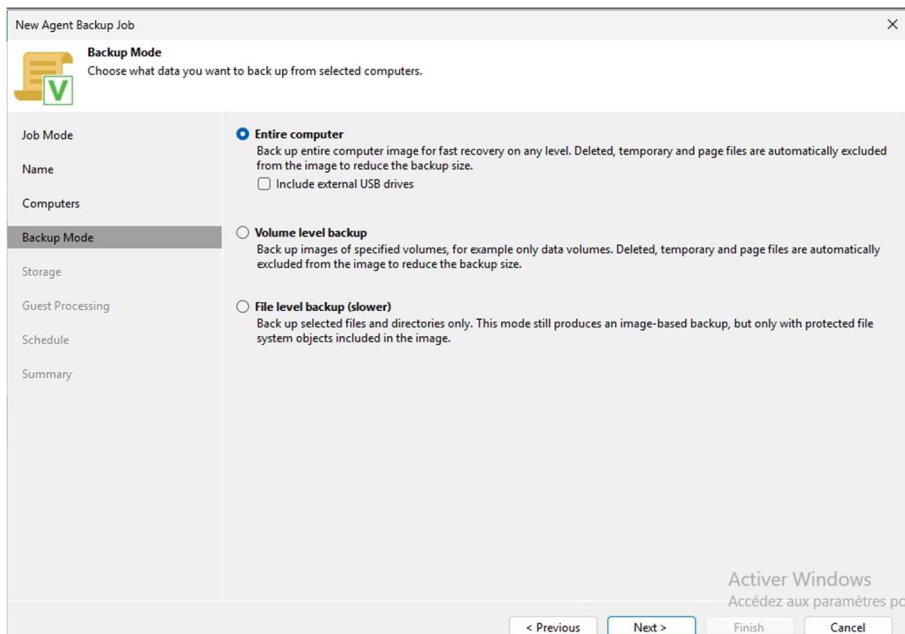 New Agent Backup Job
Backup Mode
Choose what data you want to back up from selected computers.
Job Mode
Name
Computers
Backup Mode
Storage
Guest Processing
Schedule
Summary
Entire computer
Back up entire computer image for fast recovery on any level. Deleted, temporary and page files are automatically excluded
from the image to reduce the backup size.
Include external USB drives
Volume level backup
Back up images of specified volumes, for example only data volumes. Deleted, temporary and page files are automatically
excluded from the image to reduce the backup size.
File level backup (slower)
Back up selected files and directories only. This mode still produces an image-based backup, but only with protected file
system objects included in the image.
Activer Windows
Accédez aux paramètres po
< Previous
Next >
Finish
Cancel